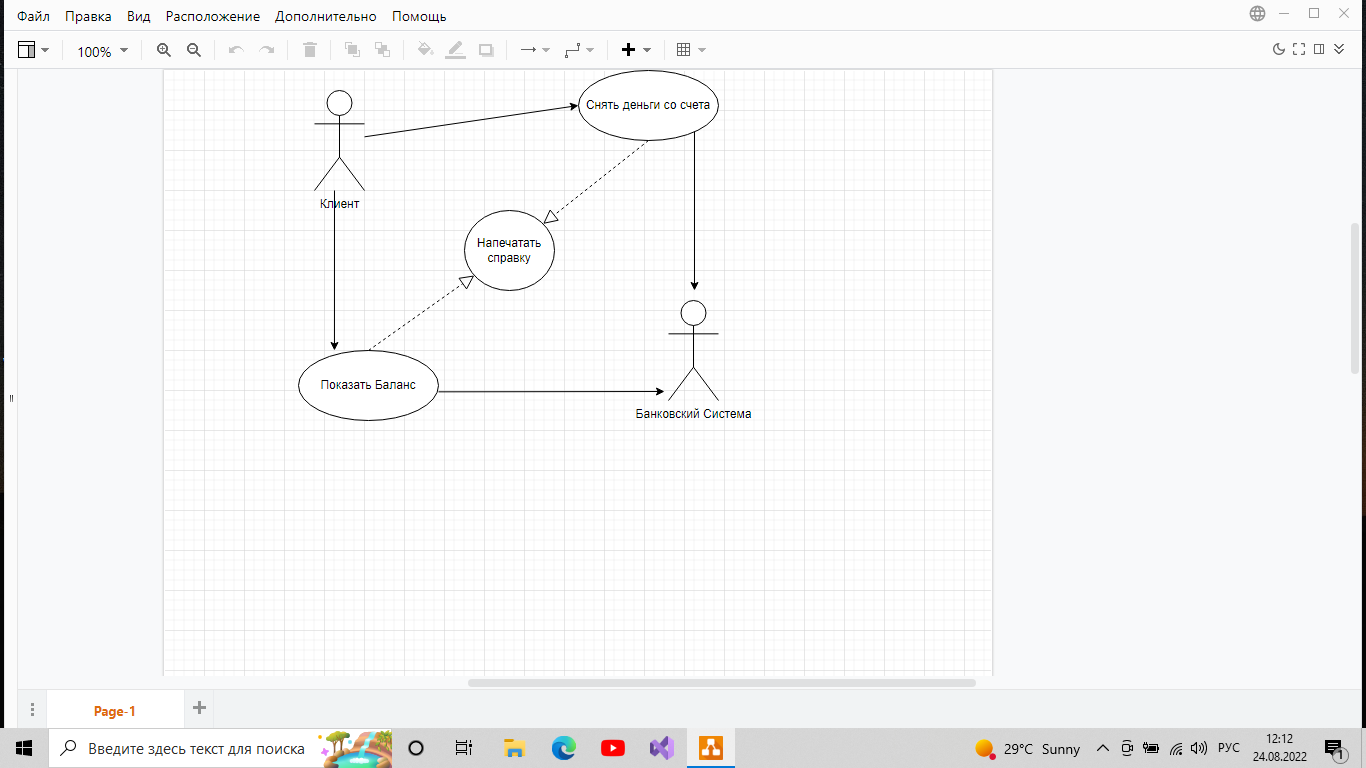 Файл Правка Вид Расположение Дополнительно Помощь
100%
Снять деньги со счета
Клиент
Напечатать
справку
Показать Баланс
Банковский Система
Page-1
Введите здесь текст для поиска
29°C Sunny
РУС
12:12
24.08.2022
1